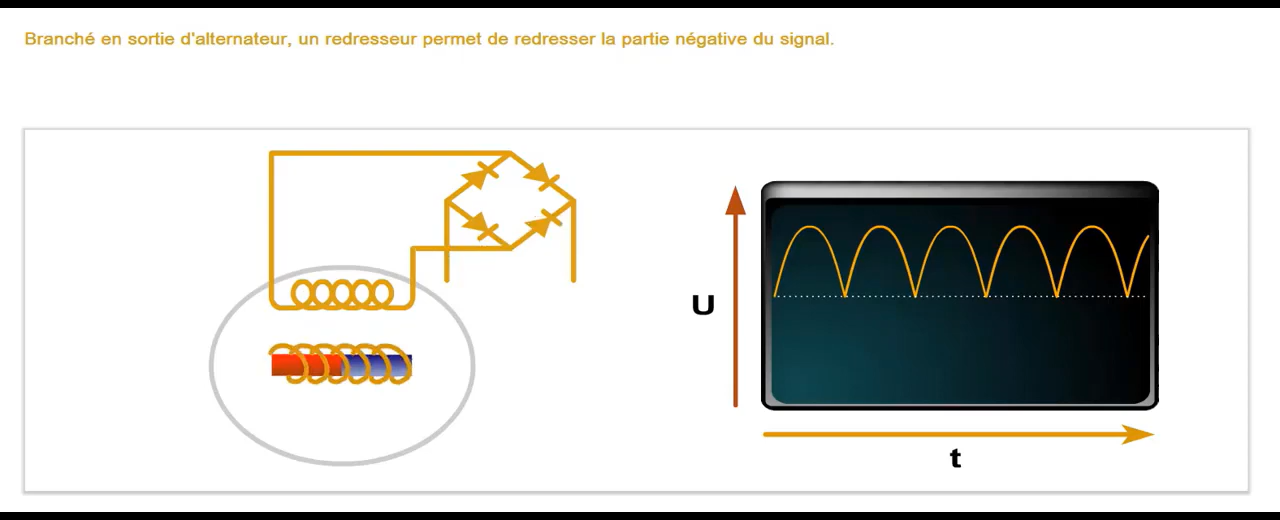 Branché en sortie d'alternateur, un redresseur permet de redresser la partie négative du signal.
U
t